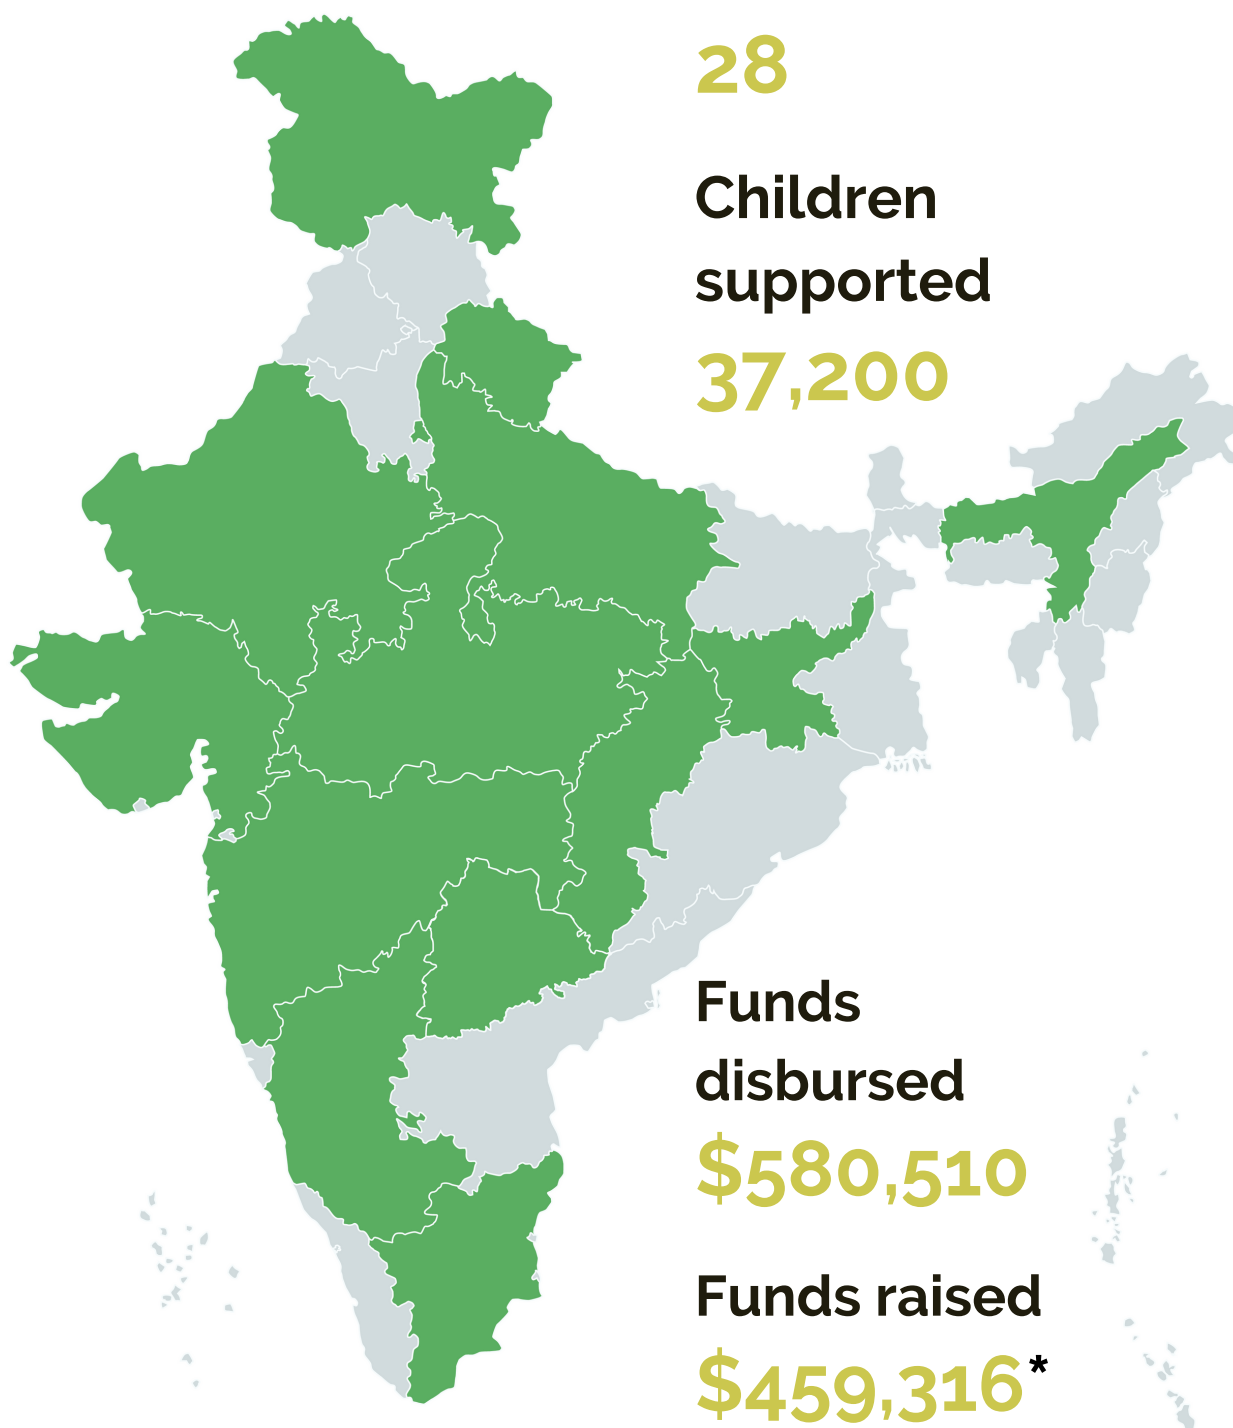 28
Children
supported
37,200
Funds
disbursed
$580,510
Funds raised
$459,316*